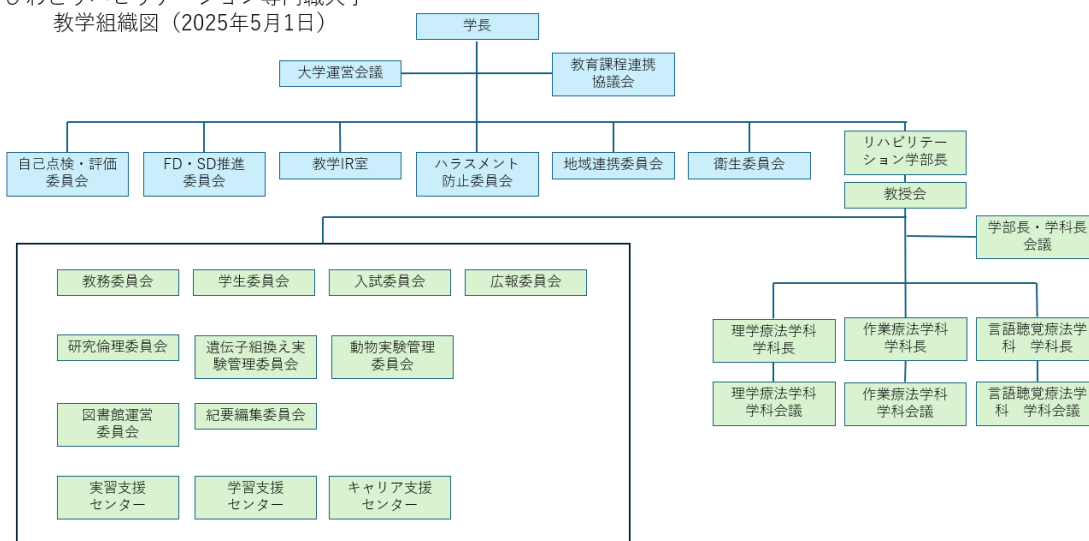 教学組織図（2025年5月1日）
学長
大学運営会議
教育課程連携
協議会
自己点検・評価
委員会
FD・SD推進
委員会
教学IR室
ハラスメント
防止委員会
地域連携委員会
衛生委員会
リハビリテー
ション学部長
教授会
学部長・学科長
会議
教務委員会
学生委員会
入試委員会
広報委員会
研究倫理委員会
遺伝子組換え実
験管理委員会
動物実験管理
委員会
図書館運営
委員会
紀要編集委員会
実習支援
センター
学習支援
センター
キャリア支援
センター
理学療法学科
学科長
作業療法学科
学科長
言語聴覚療法学
科　学科長
理学療法学科
学科会議
作業療法学科
学科会議
言語聴覚療法学
科　学科会議